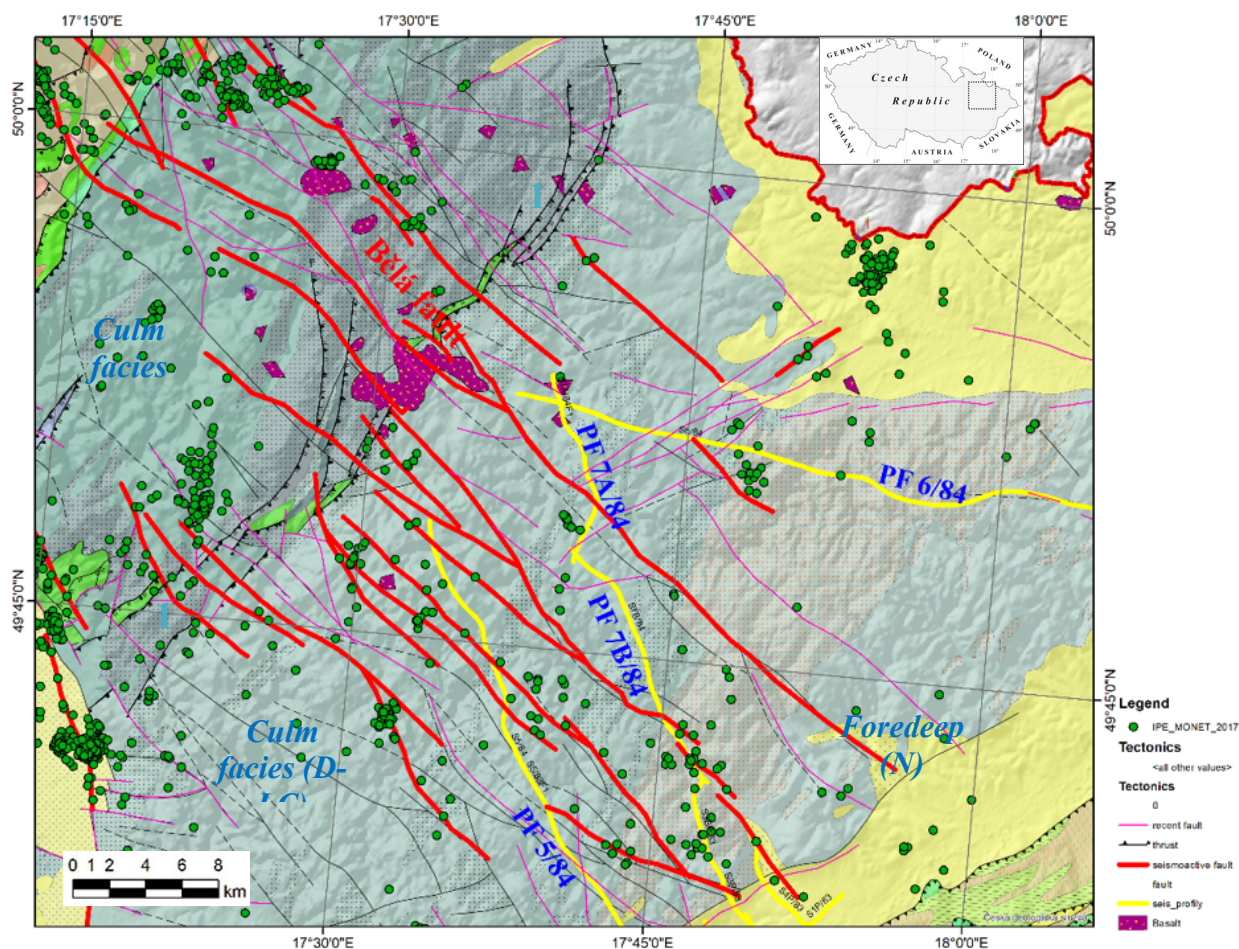 17°15'0"E
17°30'0"E
17°45'0"E
18°0'0"E
GERMANY
POLAND
Czech
Republic
GERMANY
SLOVAKIA
AUSTRIA
50°0'0"N
50°0'0"N
Bělá fault
Culm
facies
PF 7A/84
PF 6/84
49°45'0"N
PF 7B/84
49°45'0"N
Culm
facies (D-
Foredeep
(N)
PF 5/84
S4P/83
S1P/83
0 1 2 4 6 8
km
Legend
IPE_MONET_2017
Tectonics
<all other values>
Tectonics
0
recent fault
thrust
seismoactive fault
fault
seis_profily
Basalt
17°30'0"E
17°45'0"E
18°0'0"E